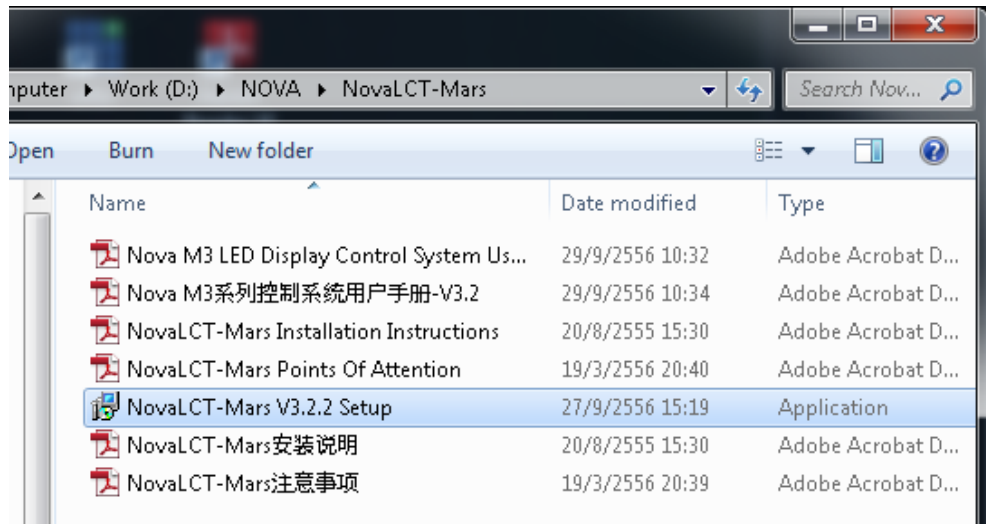 Work (D:) ▸ NOVA ▸ NovaLCT-Mars
Search Nov...
Burn New folder
Name Date modified Type
Nova M3 LED Display Control System Us... 29/9/2556 10:32 Adobe Acrobat D...
Nova M3系列控制系统用户手册-V3.2 29/9/2556 10:34 Adobe Acrobat D...
NovaLCT-Mars Installation Instructions 20/8/2555 15:30 Adobe Acrobat D...
NovaLCT-Mars Points Of Attention 19/3/2556 20:40 Adobe Acrobat D...
NovaLCT-Mars V3.2.2 Setup 27/9/2556 15:19 Application
NovaLCT-Mars安装说明 20/8/2555 15:30 Adobe Acrobat D...
NovaLCT-Mars注意事项 19/3/2556 20:39 Adobe Acrobat D...